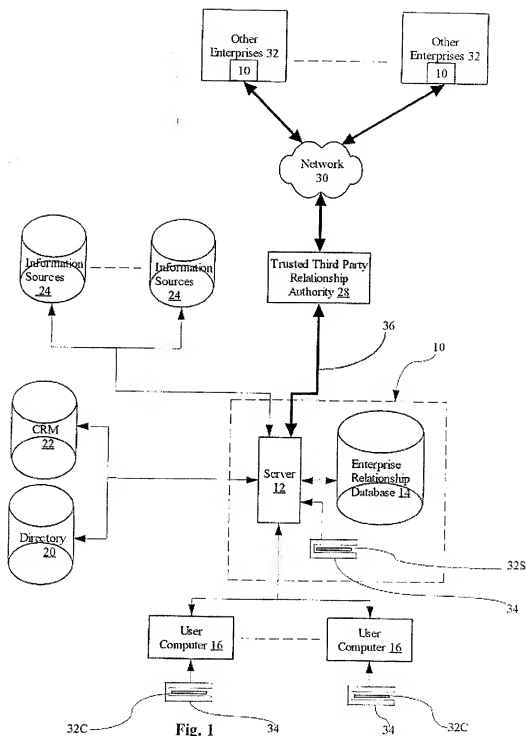 Other
Enterprises 32
10
Other
Enterprises 32
10
Network
30
Information
Sources
24
Information
Sources
24
Trusted Third Party
Relationship
Authority 28
36
10
CRM
22
Server
12
Enterprise
Relationship
Database 14
Directory
20
32S
34
User
Computer 16
User
Computer 16
32C
34
34
32C
Fig. 1